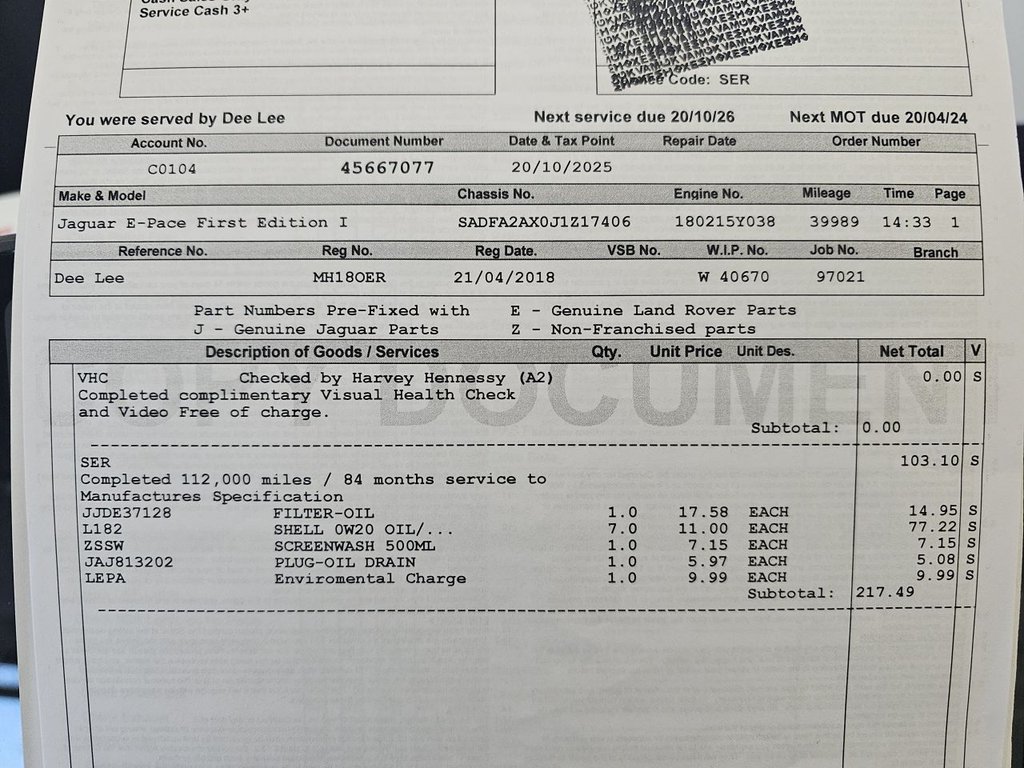 Service Cash 3+
Code: SER
You were served by Dee Lee Next service due 20/10/26 Next MOT due 20/04/24
Account No. Document Number Date & Tax Point Repair Date Order Number
C0104 45667077 20/10/2025
Make & Model Chassis No. Engine No. Mileage Time Page
Jaguar E-Pace First Edition I SADFA2AX0J1Z17406 180215Y038 39989 14:33 1
Reference No. Reg No. Reg Date. VSB No. W.I.P. No. Job No. Branch
Dee Lee MH18OER 21/04/2018 W 40670 97021
Part Numbers Pre-Fixed with E - Genuine Land Rover Parts
J - Genuine Jaguar Parts Z - Non-Franchised parts
Description of Goods / Services Qty. Unit Price Unit Des. Net Total V
VHC Checked by Harvey Hennessy (A2) 0.00 S
Completed complimentary Visual Health Check
and Video Free of charge.
COPY DOCUMENT
Subtotal: 0.00
SER 103.10 S
Completed 112,000 miles / 84 months service to
Manufactures Specification
JJDE37128 FILTER-OIL 1.0 17.58 EACH 14.95 S
L182 SHELL 0W20 OIL/... 7.0 11.00 EACH 77.22 S
ZSSW SCREENWASH 500ML 1.0 7.15 EACH 7.15 S
JAJ813202 PLUG-OIL DRAIN 1.0 5.97 EACH 5.08 S
LEPA Enviromental Charge 1.0 9.99 EACH 9.99 S
Subtotal: 217.49